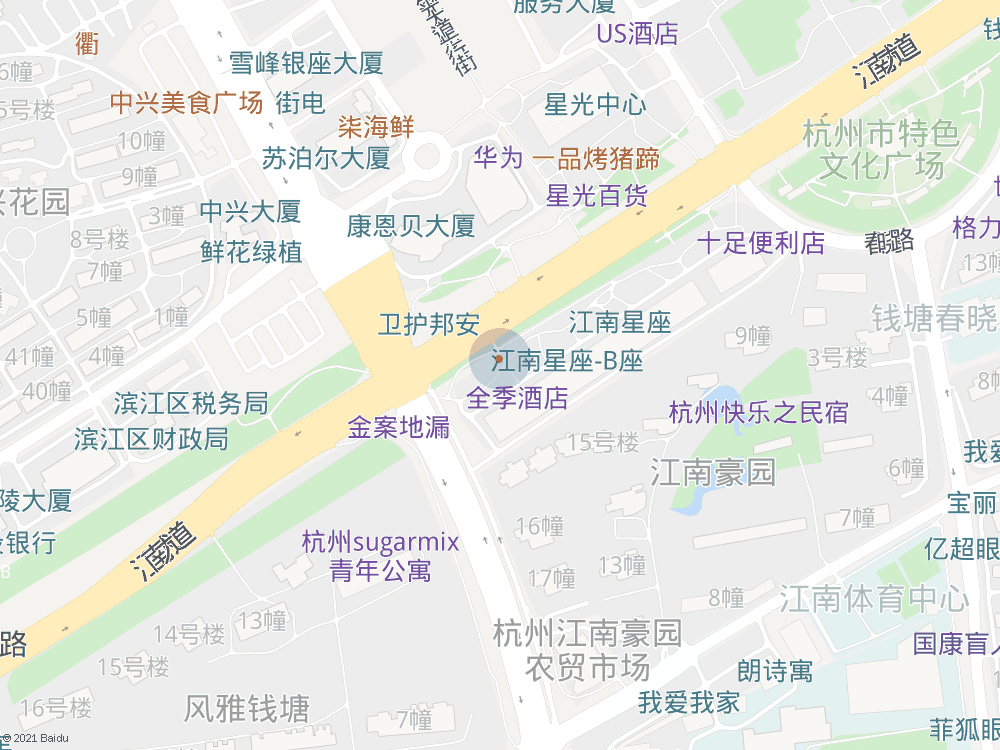 服务大厦
US酒店
衢
雪峰银座大厦
江南大道
6幢
中兴美食广场
街电
星光中心
柒海鲜
杭州市特色
文化广场
10幢
苏泊尔大厦
华为
一品烤猪蹄
9幢
星光百货
兴花园
3幢
中兴大厦
康恩贝大厦
格力
8号楼
鲜花绿植
十足便利店
7幢
13幢
5幢
1幢
卫护邦安
江南星座
钱塘春晓
9幢
41幢
4幢
江南星座-B座
3号楼
40幢
滨江区税务局
全季酒店
4幢
滨江区财政局
金案地漏
杭州快乐之民宿
15号楼
我爱
江南豪园
6幢
陵大厦
宝丽
7幢
16幢
银行
江南大道
杭州sugarmix
青年公寓
亿超眼
13幢
17幢
8幢
江南体育中心
13幢
14号楼
路
杭州江南豪园
农贸市场
国康盲人
15号楼
朗诗寓
风雅钱塘
16号楼
7幢
我爱我家
菲狐眼
© 2021 Baidu